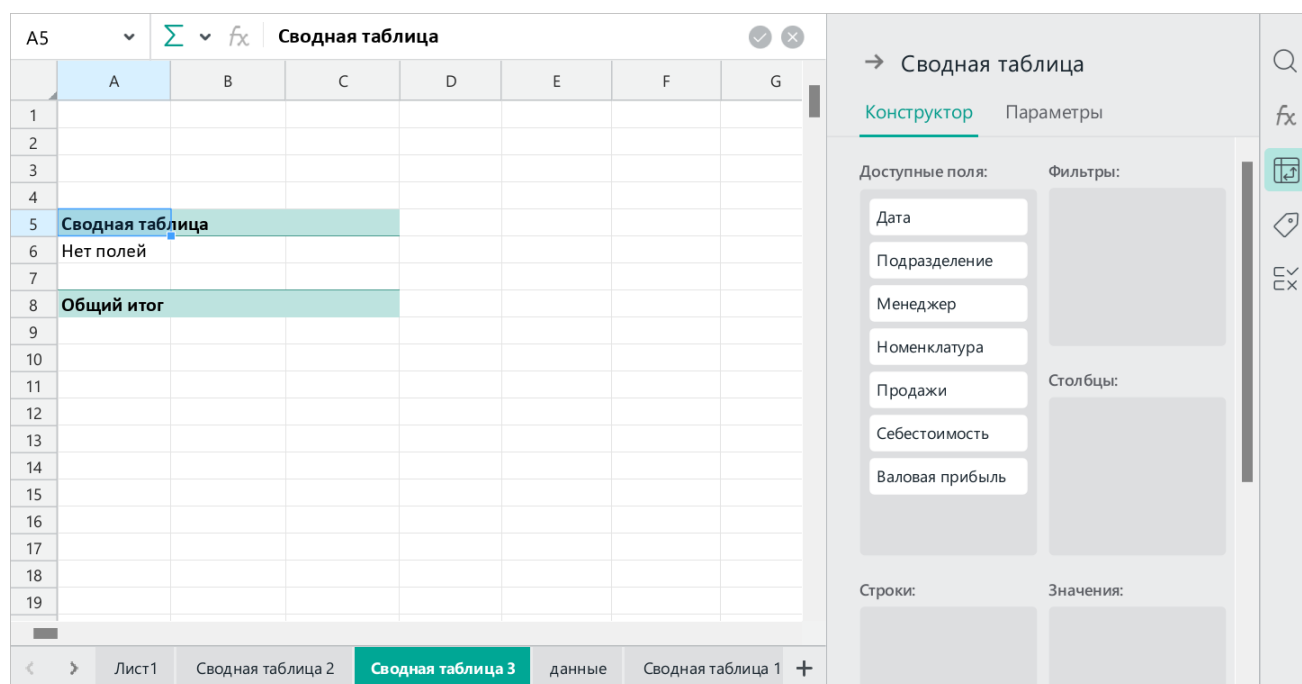 A5 fx Сводная таблица
A B C D E F G
1
2
3
4
5 Сводная таблица
6 Нет полей
7
8 Общий итог
9
10
11
12
13
14
15
16
17
18
19
Лист1 Сводная таблица 2 Сводная таблица 3 данные Сводная таблица 1 +
→ Сводная таблица
Конструктор Параметры
Доступные поля: Фильтры:
Дата
Подразделение
Менеджер
Номенклатура
Продажи
Себестоимость
Валовая прибыль
Столбцы:
Строки: Значения:
fx